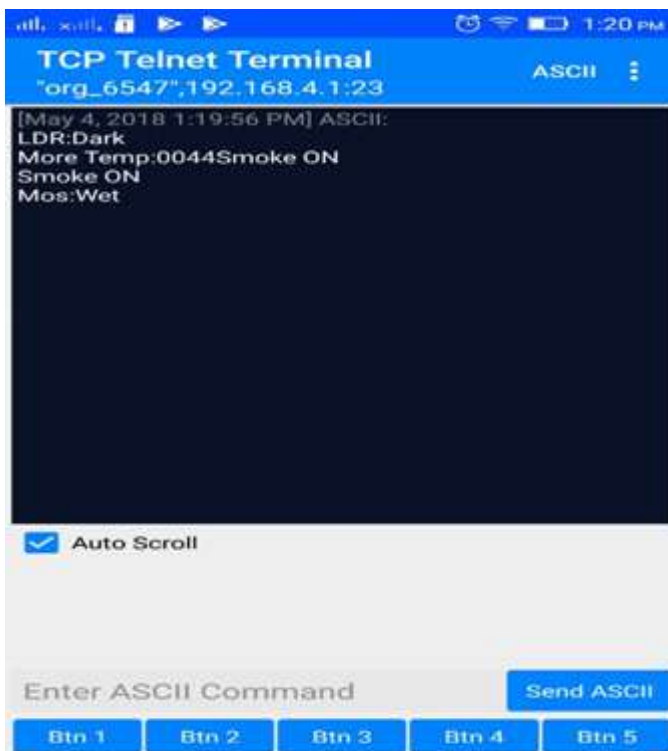 1:20 PM
TCP Telnet Terminal
"org_6547",192.168.4.1:23
ASCII
[May 4, 2018 1:19:56 PM] ASCII:
LDR:Dark
More Temp:0044Smoke ON
Smoke ON
Mos:Wet
Auto Scroll
Enter ASCII Command
Send ASCII
Btn 1
Btn 2
Btn 3
Btn 4
Btn 5